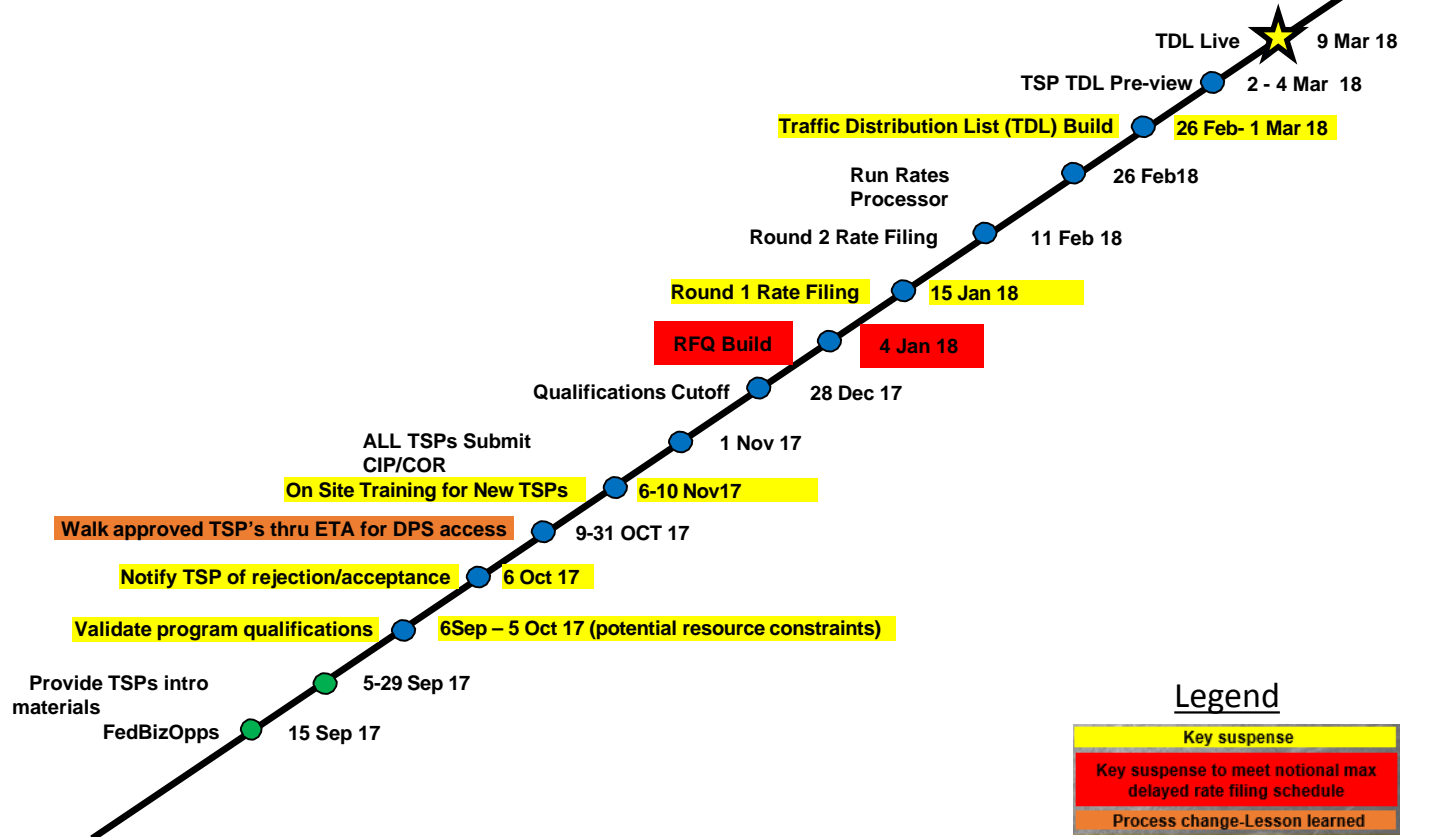 TDL Live 9 Mar 18
TSP TDL Pre-view 2 - 4 Mar 18
Traffic Distribution List (TDL) Build 26 Feb- 1 Mar 18
Run Rates
Processor
26 Feb18
Round 2 Rate Filing 11 Feb 18
Round 1 Rate Filing 15 Jan 18
RFQ Build 4 Jan 18
Qualifications Cutoff 28 Dec 17
ALL TSPs Submit
CIP/COR
1 Nov 17
On Site Training for New TSPs 6-10 Nov17
Walk approved TSP’s thru ETA for DPS access 9-31 OCT 17
Notify TSP of rejection/acceptance 6 Oct 17
Validate program qualifications 6Sep – 5 Oct 17 (potential resource constraints)
Provide TSPs intro
materials
5-29 Sep 17
FedBizOpps 15 Sep 17
Legend
Key suspense
Key suspense to meet notional max
delayed rate filing schedule
Process change-Lesson learned